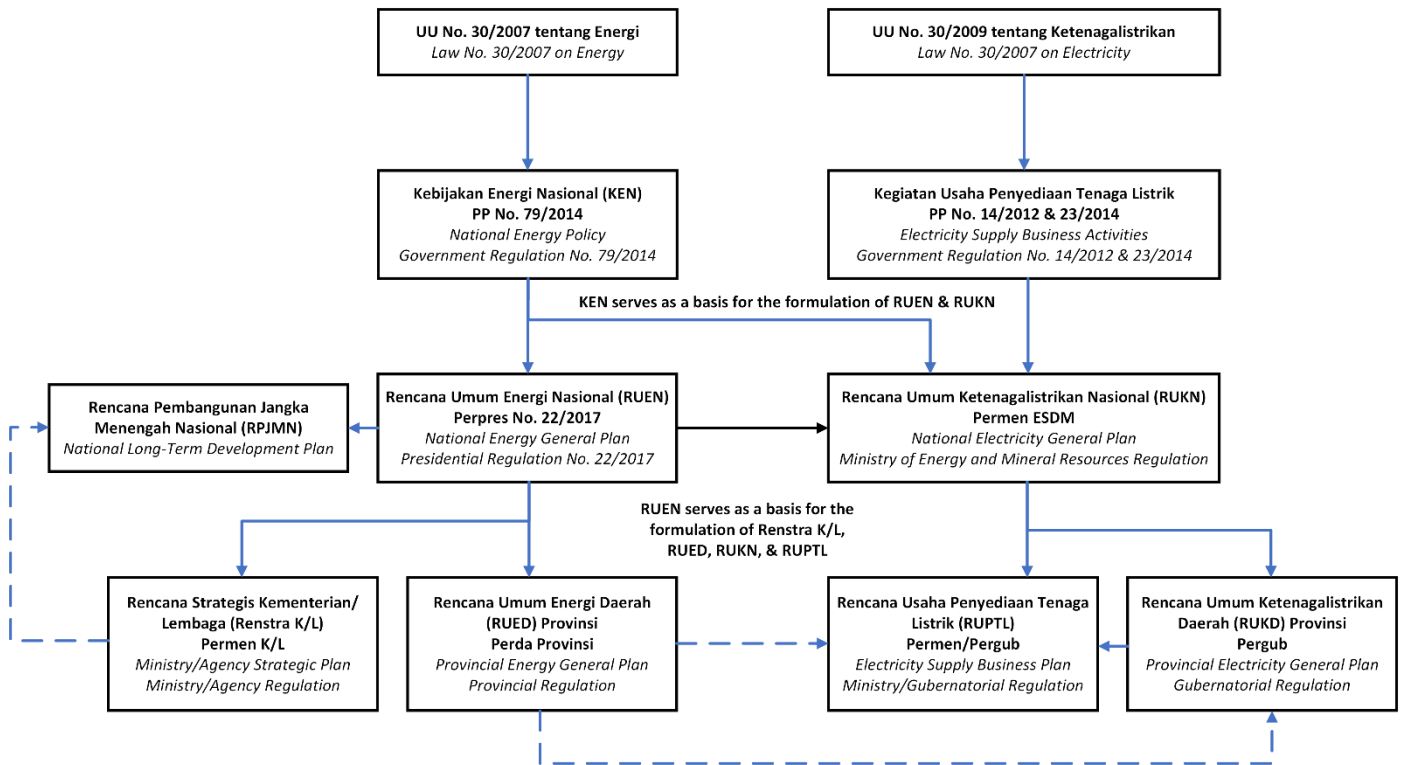 UU No. 30/2007 tentang Energi
Law No. 30/2007 on Energy
UU No. 30/2009 tentang Ketenagalistrikan
Law No. 30/2007 on Electricity
Kebijakan Energi Nasional (KEN)
PP No. 79/2014
National Energy Policy
Government Regulation No. 79/2014
Kegiatan Usaha Penyediaan Tenaga Listrik
PP No. 14/2012 & 23/2014
Electricity Supply Business Activities
Government Regulation No. 14/2012 & 23/2014
KEN serves as a basis for the formulation of RUEN & RUKN
Rencana Pembangunan Jangka
Menengah Nasional (RPJMN)
National Long-Term Development Plan
Rencana Umum Energi Nasional (RUEN)
Perpres No. 22/2017
National Energy General Plan
Presidential Regulation No. 22/2017
Rencana Umum Ketenagalistrikan Nasional (RUKN)
Permen ESDM
National Electricity General Plan
Ministry of Energy and Mineral Resources Regulation
RUEN serves as a basis for the
formulation of Renstra K/L,
RUED, RUKN, & RUPTL
Rencana Strategis Kementerian/
Lembaga (Renstra K/L)
Permen K/L
Ministry/Agency Strategic Plan
Ministry/Agency Regulation
Rencana Umum Energi Daerah
(RUED) Provinsi
Perda Provinsi
Provincial Energy General Plan
Provincial Regulation
Rencana Usaha Penyediaan Tenaga
Listrik (RUPTL)
Permen/Pergub
Electricity Supply Business Plan
Ministry/Gubernatorial Regulation
Rencana Umum Ketenagalistrikan
Daerah (RUKD) Provinsi
Pergub
Provincial Electricity General Plan
Gubernatorial Regulation